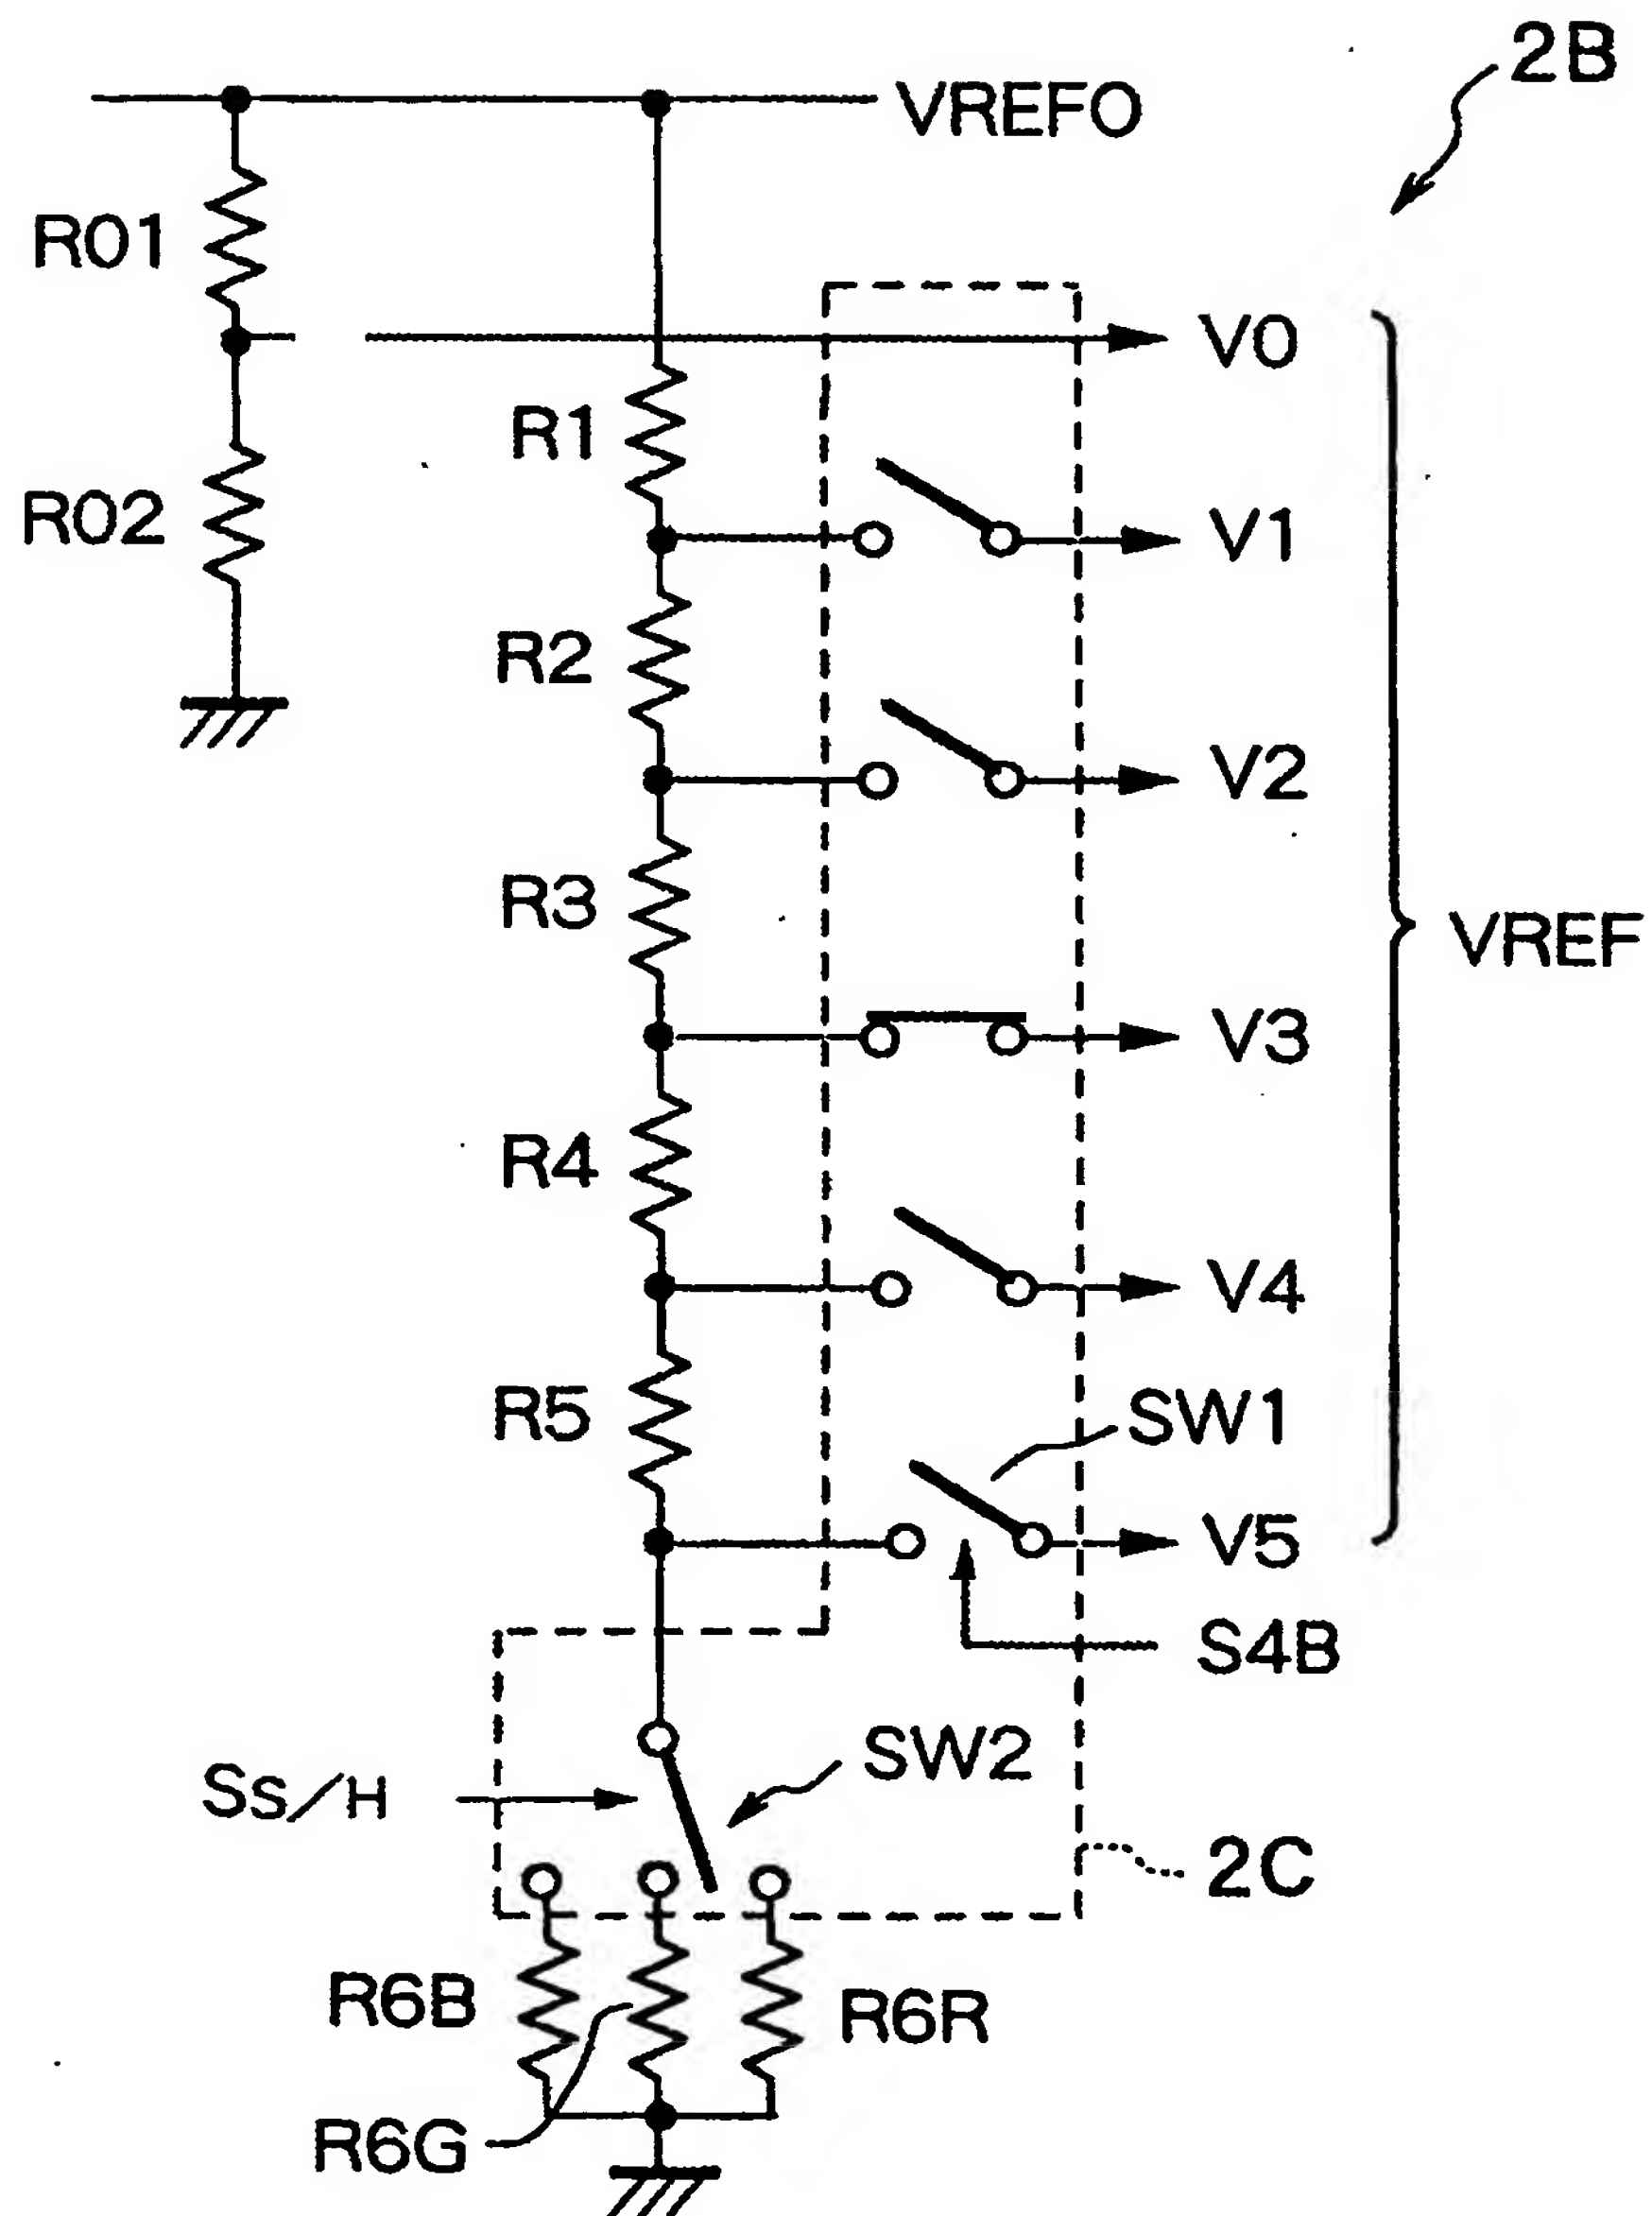 2B
VREFO
R01
V0
R1
R02
V1
R2
V2
R3
VREF
V3
R4
V4
R5
SW1
V5
S4B
SS/H
SW2
2C
R6B
R6R
R6G